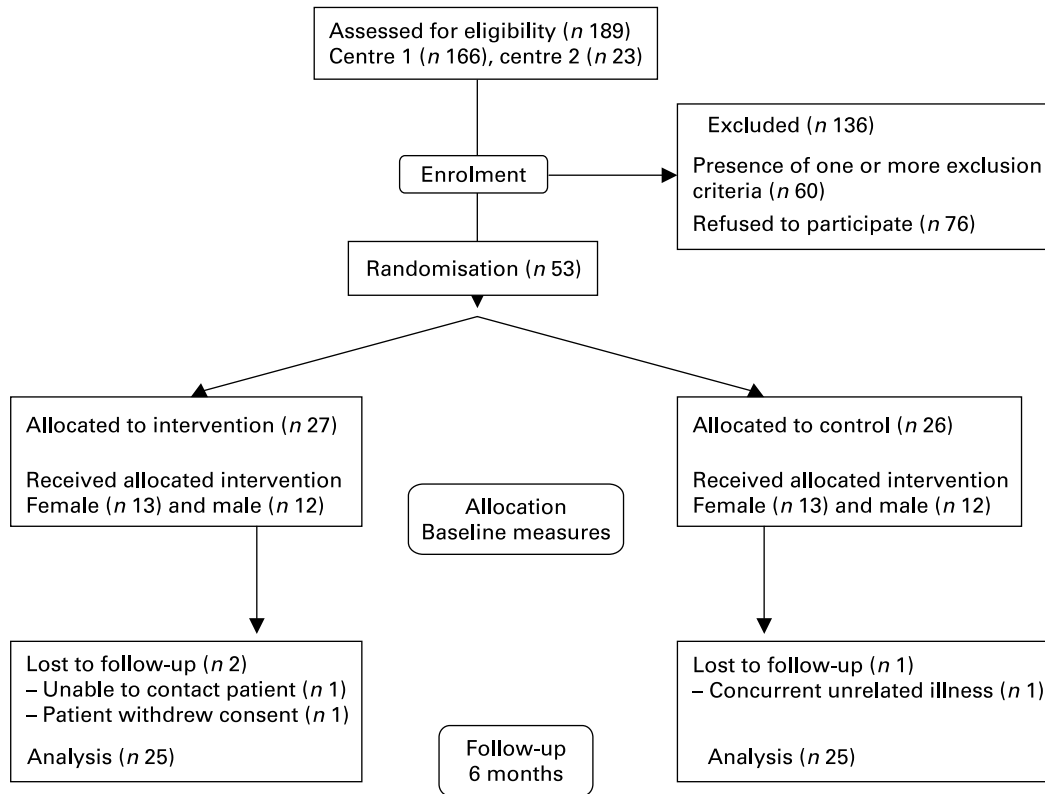 Assessed for eligibility (n 189)
Centre 1 (n 166), centre 2 (n 23)
Excluded (n 136)
Presence of one or more exclusion
criteria (n 60)
Refused to participate (n 76)
Enrolment
Randomisation (n 53)
Allocated to intervention (n 27)
Received allocated intervention
Female (n 13) and male (n 12)
Allocated to control (n 26)
Received allocated intervention
Female (n 13) and male (n 12)
Allocation
Baseline measures
Lost to follow-up (n 2)
– Unable to contact patient (n 1)
– Patient withdrew consent (n 1)
Analysis (n 25)
Lost to follow-up (n 1)
– Concurrent unrelated illness (n 1)
Analysis (n 25)
Follow-up
6 months